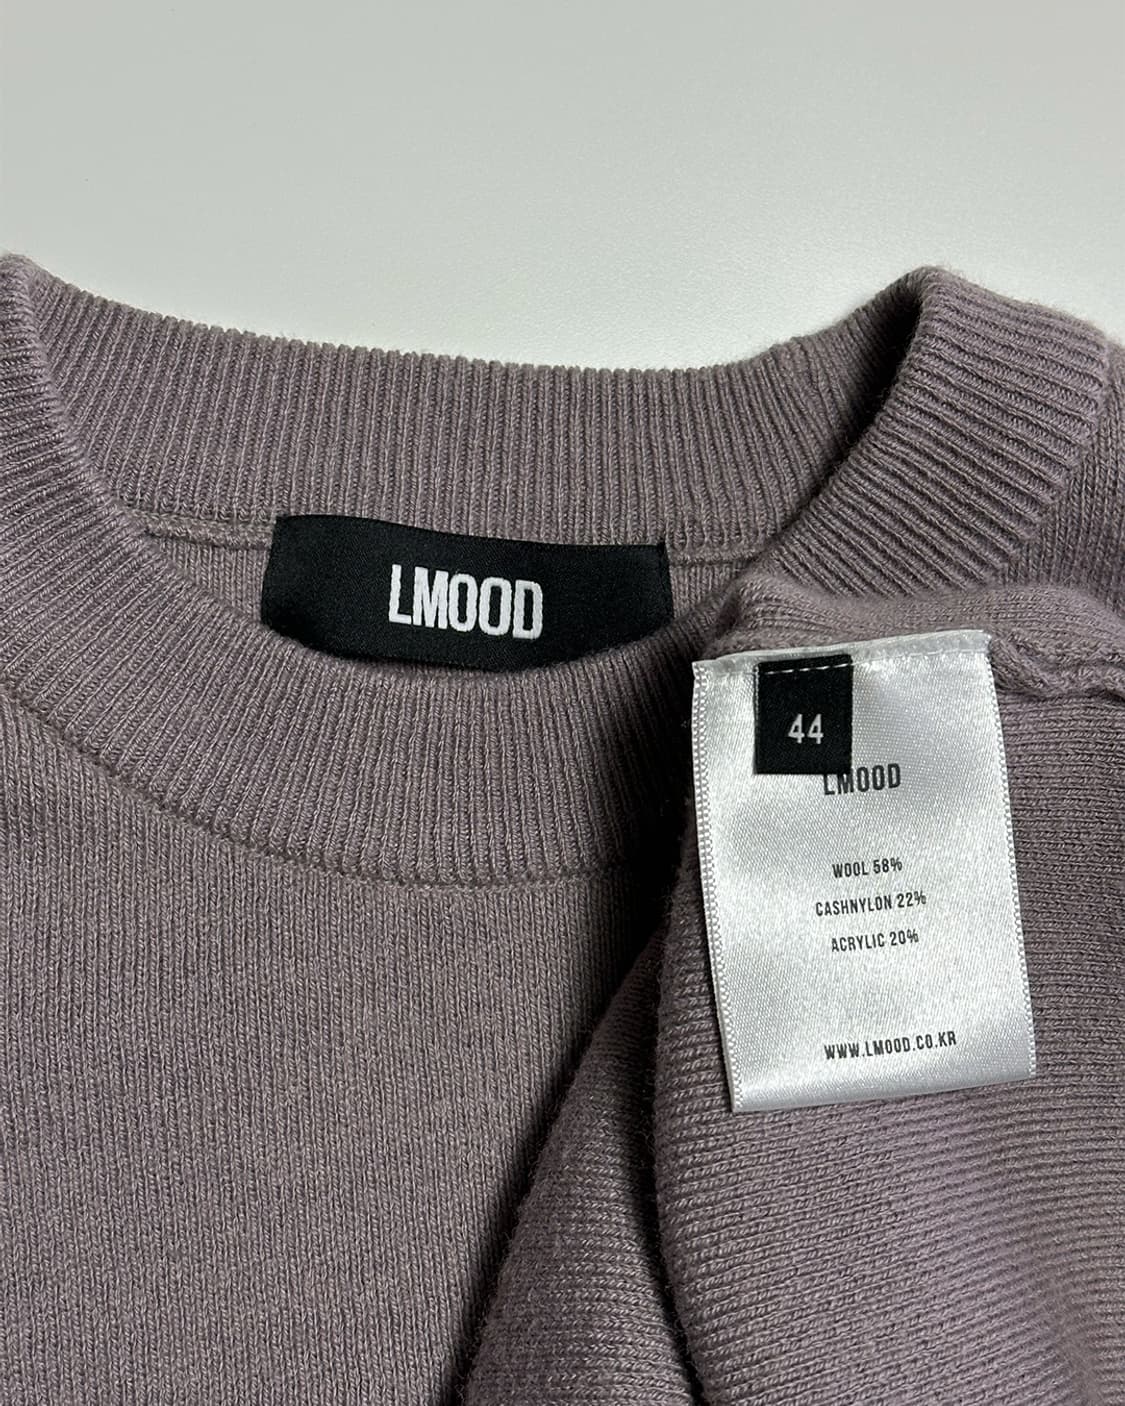 LMOOD
44
LMOOD
WOOL 58%
CASHNYLON 22%
ACRYLIC 20%
WWW.LMOOD.CO.KR